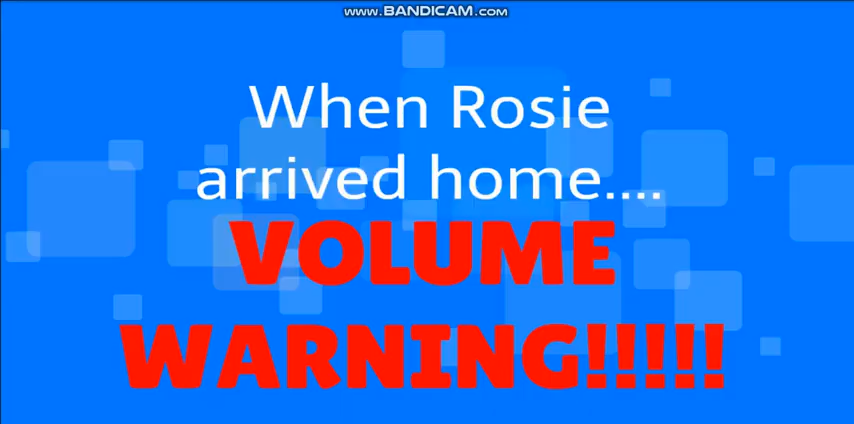 www.BANDICAM.com
When Rosie
arrived home....
VOLUME
WARNING!!!!!